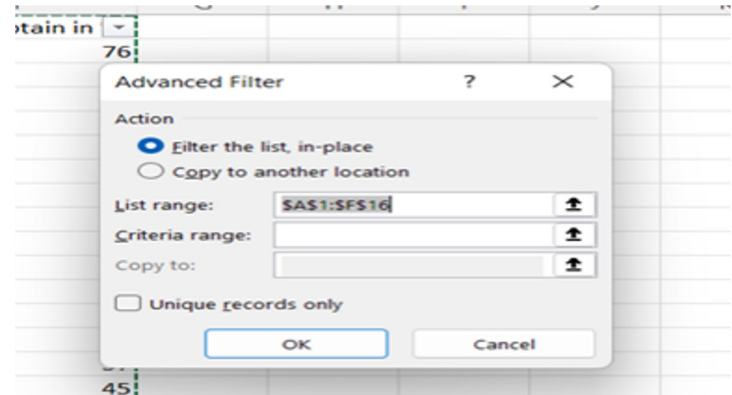 otain in
76
Advanced Filter ?
Action
Filter the list, in-place
Copy to another location
List range: $A$1:$F$16
Criteria range:
Copy to:
Unique records only
OK Cancel
45